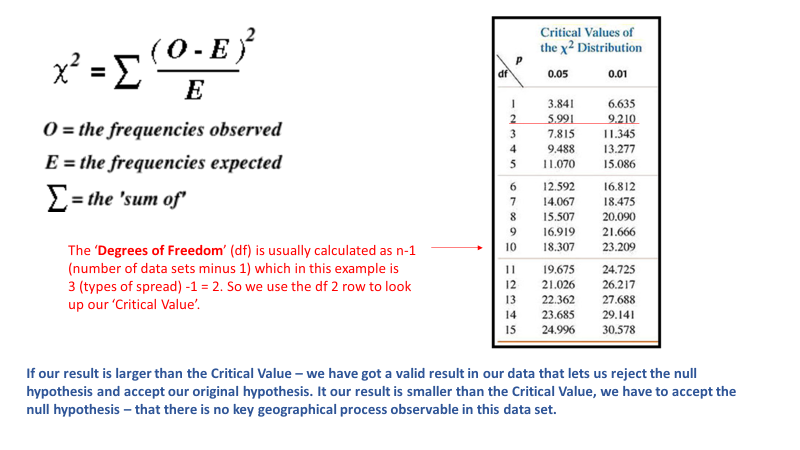 χ² = ∑ (O - E)² / E
O = the frequencies observed
E = the frequencies expected
∑ = the 'sum of'
The ‘Degrees of Freedom’ (df) is usually calculated as n-1
(number of data sets minus 1) which in this example is
3 (types of spread) -1 = 2. So we use the df 2 row to look
up our ‘Critical Value’.
Critical Values of
the χ² Distribution
p
df 0.05 0.01
1 3.841 6.635
2 5.991 9.210
3 7.815 11.345
4 9.488 13.277
5 11.070 15.086
6 12.592 16.812
7 14.067 18.475
8 15.507 20.090
9 16.919 21.666
10 18.307 23.209
11 19.675 24.725
12 21.026 26.217
13 22.362 27.688
14 23.685 29.141
15 24.996 30.578
If our result is larger than the Critical Value – we have got a valid result in our data that lets us reject the null
hypothesis and accept our original hypothesis. It our result is smaller than the Critical Value, we have to accept the
null hypothesis – that there is no key geographical process observable in this data set.